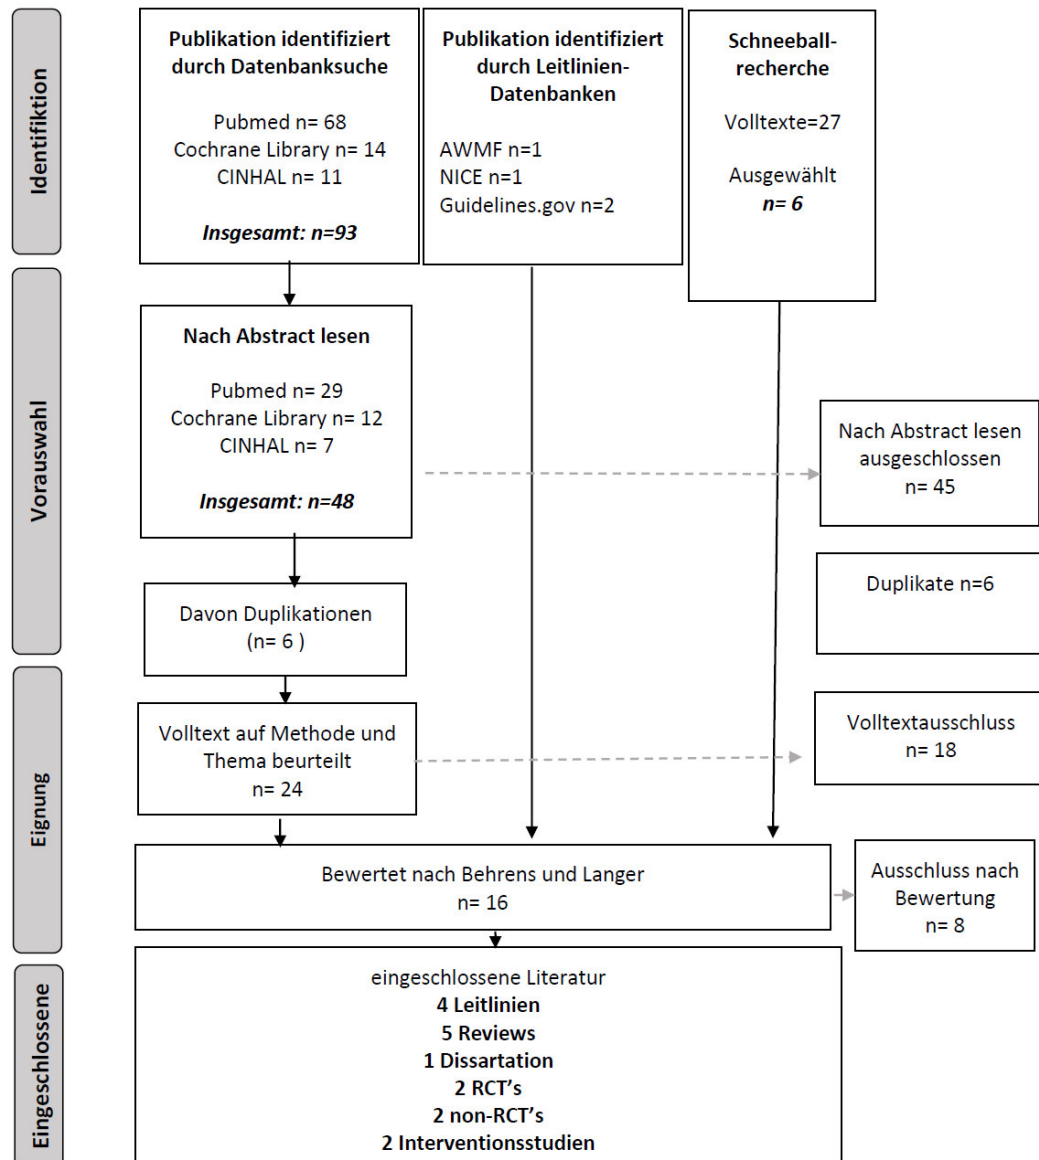 Identifiktion
Publikation identifiziert
durch Datenbanksuche
Pubmed n= 68
Cochrane Library n= 14
CINHAL n= 11
Insgesamt: n=93
Publikation identifiziert
durch Leitlinien-
Datenbanken
AWMF n=1
NICE n=1
Guidelines.gov n=2
Schneeball-
recherche
Volltexte=27
Ausgewählt
n= 6
Vorauswahl
Nach Abstract lesen
Pubmed n= 29
Cochrane Library n= 12
CINHAL n= 7
Insgesamt: n=48
Nach Abstract lesen
ausgeschlossen
n= 45
Davon Duplikationen
(n= 6 )
Duplikate n=6
Eignung
Volltext auf Methode und
Thema beurteilt
n= 24
Volltextausschluss
n= 18
Bewertet nach Behrens und Langer
n= 16
Ausschluss nach
Bewertung
n= 8
Eingeschlossene
eingeschlossene Literatur
4 Leitlinien
5 Reviews
1 Dissartation
2 RCT’s
2 non-RCT’s
2 Interventionsstudien